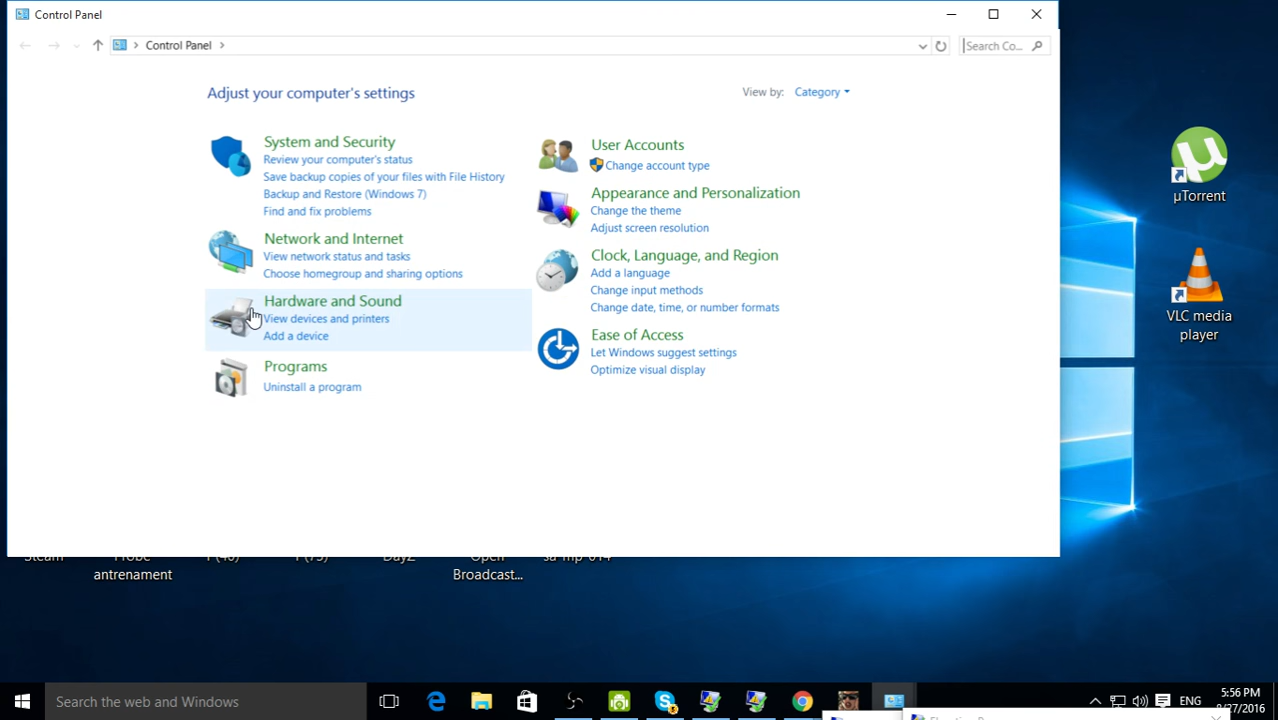 Control Panel
Control Panel
Search Co...
Adjust your computer's settings
View by: Category
System and Security
Review your computer's status
Save backup copies of your files with File History
Backup and Restore (Windows 7)
Find and fix problems
Network and Internet
View network status and tasks
Choose homegroup and sharing options
Hardware and Sound
View devices and printers
Add a device
Programs
Uninstall a program
User Accounts
Change account type
Appearance and Personalization
Change the theme
Adjust screen resolution
Clock, Language, and Region
Add a language
Change input methods
Change date, time, or number formats
Ease of Access
Let Windows suggest settings
Optimize visual display
µTorrent
VLC media
player
Steam
antrenament
DayZ
Open
Broadcast...
Search the web and Windows
ENG
5:56 PM
8/27/2016